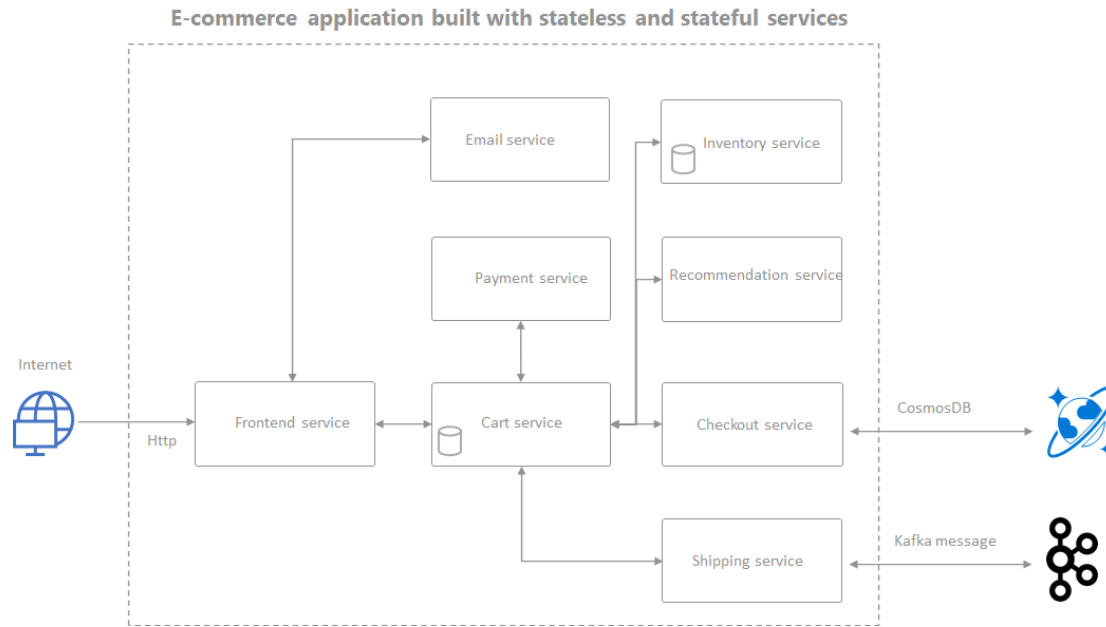 E-commerce application built with stateless and stateful services
Email service
Inventory service
Payment service
Recommendation service
Internet
Http
Frontend service
Cart service
Checkout service
CosmosDB
Shipping service
Kafka message